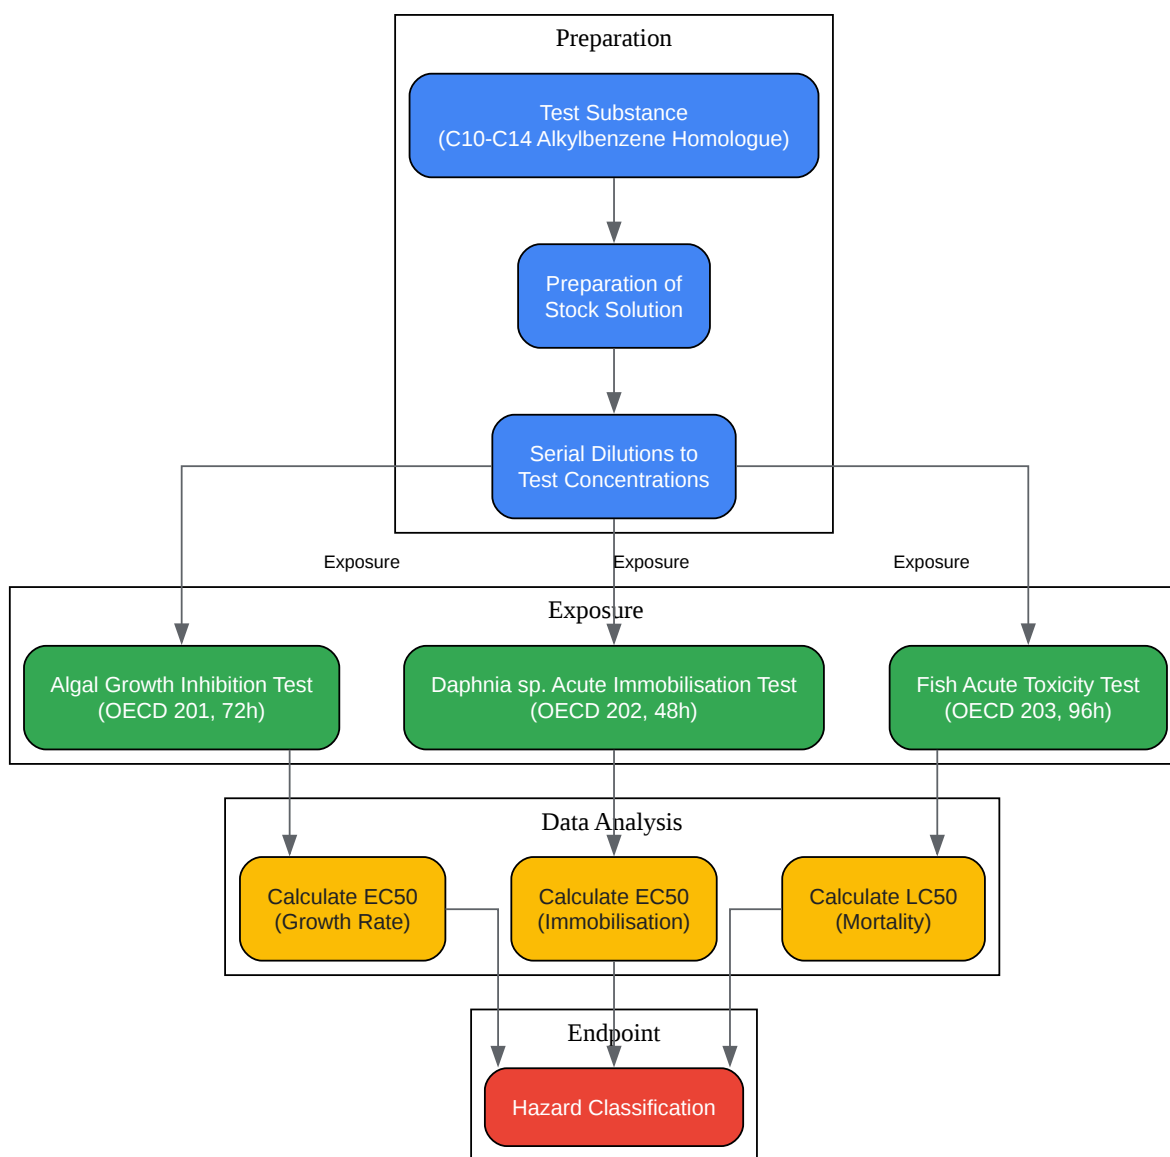 Preparation
Test Substance
(C10-C14 Alkylbenzene Homologue)
Preparation of
Stock Solution
Serial Dilutions to
Test Concentrations
Exposure
Exposure
Exposure
Exposure
Algal Growth Inhibition Test
(OECD 201, 72h)
Daphnia sp. Acute Immobilisation Test
(OECD 202, 48h)
Fish Acute Toxicity Test
(OECD 203, 96h)
Data Analysis
Calculate EC50
(Growth Rate)
Calculate EC50
(Immobilisation)
Calculate LC50
(Mortality)
Endpoint
Hazard Classification